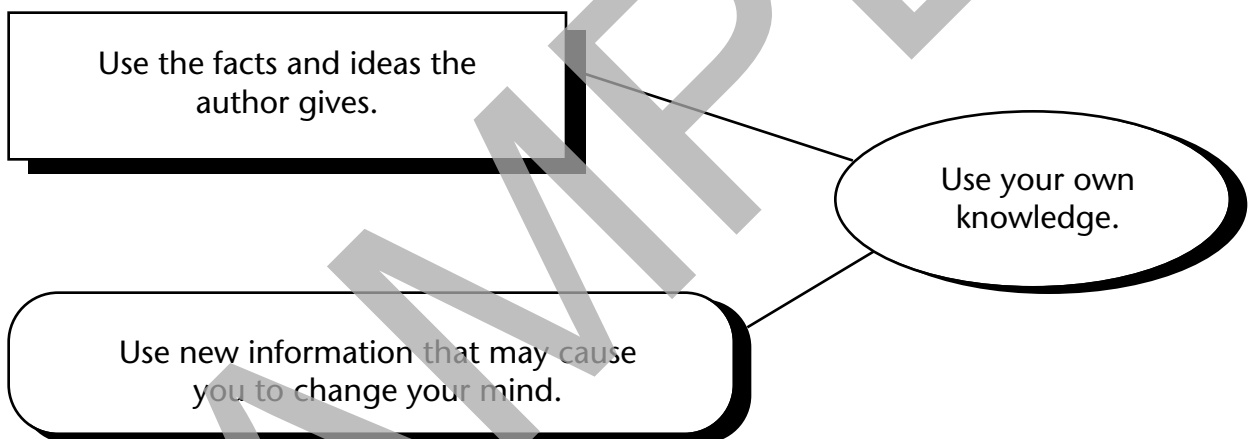 Use the facts and ideas the
author gives.
Use your own
knowledge.
Use new information that may cause
you to change your mind.